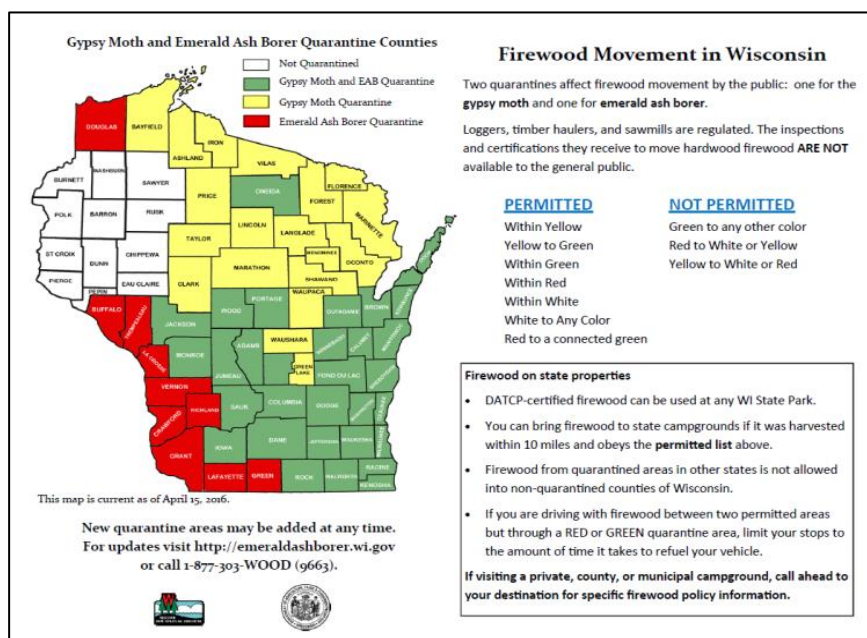 Gypsy Moth and Emerald Ash Borer Quarantine Counties
Not Quarantined
Gypsy Moth and EAB Quarantine
Gypsy Moth Quarantine
Emerald Ash Borer Quarantine
DOUGLAS
BAYFIELD
ASHLAND
IRON
VILAS
FLORENCE
BURNETT
WASHBURN
SAWYER
PRICE
ONEIDA
FOREST
MARINETTE
POLK
BARRON
RUSK
LINCOLN
LANGLADE
TAYLOR
OCONTO
ST CROIX
DUNN
CHIPPEWA
MARATHON
MENOMINEE
SHAWANO
PIERCE
PEPIN
EAU CLAIRE
CLARK
BUFFALO
TREMPEALEAU
JACKSON
WOOD
PORTAGE
WAUPACA
OUTAGAMIE
BROWN
KEWAUNEE
DOOR
LA CROSSE
MONROE
JUNEAU
ADAMS
WAUSHARA
WINNEBAGO
CALUMET
MANITOWOC
GREEN
LAKE
FOND DU LAC
SHEBOYGAN
VERNON
RICHLAND
SAUK
COLUMBIA
DODGE
WASHINGTON
CRAWFORD
GRANT
IOWA
DANE
JEFFERSON
WAUKESHA
LAFAYETTE
GREEN
ROCK
WALWORTH
RACINE
KENOSHA
This map is current as of April 15, 2016.
New quarantine areas may be added at any time.
For updates visit http://emeraldashborer.wi.gov
or call 1-877-303-WOOD (9663).
Firewood Movement in Wisconsin
Two quarantines affect firewood movement by the public: one for the
gypsy moth and one for emerald ash borer.
Loggers, timber haulers, and sawmills are regulated. The inspections
and certifications they receive to move hardwood firewood ARE NOT
available to the general public.
PERMITTED
Within Yellow
Yellow to Green
Within Green
Within Red
Within White
White to Any Color
Red to a connected green
NOT PERMITTED
Green to any other color
Red to White or Yellow
Yellow to White or Red
Firewood on state properties
• DATCP-certified firewood can be used at any WI State Park.
• You can bring firewood to state campgrounds if it was harvested
within 10 miles and obeys the permitted list above.
• Firewood from quarantined areas in other states is not allowed
into non-quarantined counties of Wisconsin.
• If you are driving with firewood between two permitted areas
but through a RED or GREEN quarantine area, limit your stops to
the amount of time it takes to refuel your vehicle.
If visiting a private, county, or municipal campground, call ahead to
your destination for specific firewood policy information.